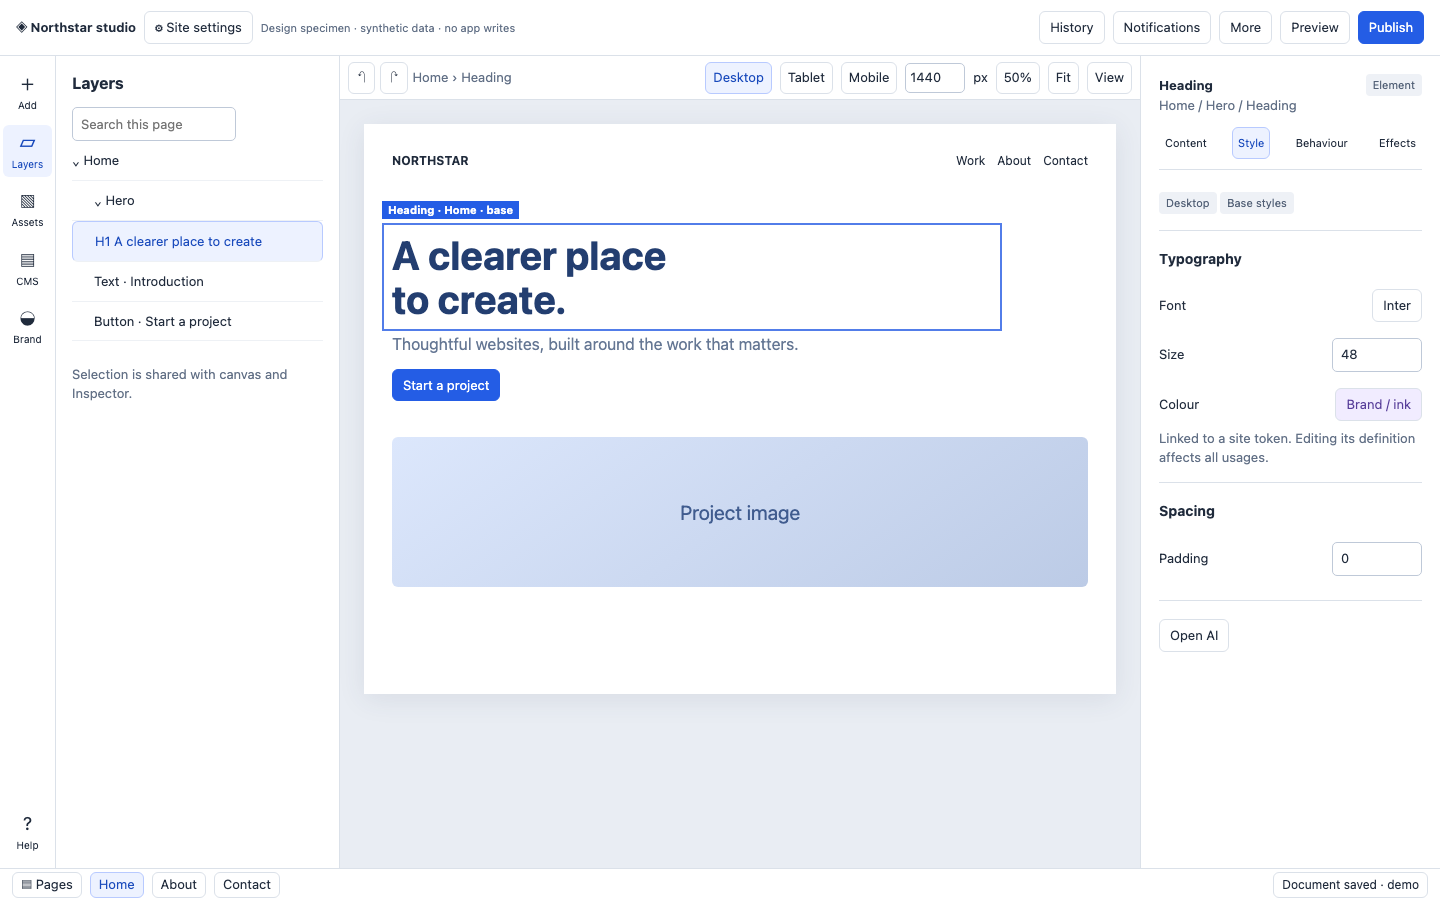 Northstar studio
Site settings
Design specimen · synthetic data · no app writes
History
Notifications
More
Preview
Publish
Add
Layers
Assets
CMS
Brand
Help
Layers
Search this page
Home
Hero
H1 A clearer place to create
Text · Introduction
Button · Start a project
Selection is shared with canvas and
Inspector.
Home › Heading
Desktop
Tablet
Mobile
1440
px
50%
Fit
View
NORTHSTAR
Work
About
Contact
Heading · Home · base
A clearer place
to create.
Thoughtful websites, built around the work that matters.
Start a project
Project image
Heading
Element
Home / Hero / Heading
Content
Style
Behaviour
Effects
Desktop
Base styles
Typography
Font
Inter
Size
48
Colour
Brand / ink
Linked to a site token. Editing its definition
affects all usages.
Spacing
Padding
0
Open AI
Pages
Home
About
Contact
Document saved · demo